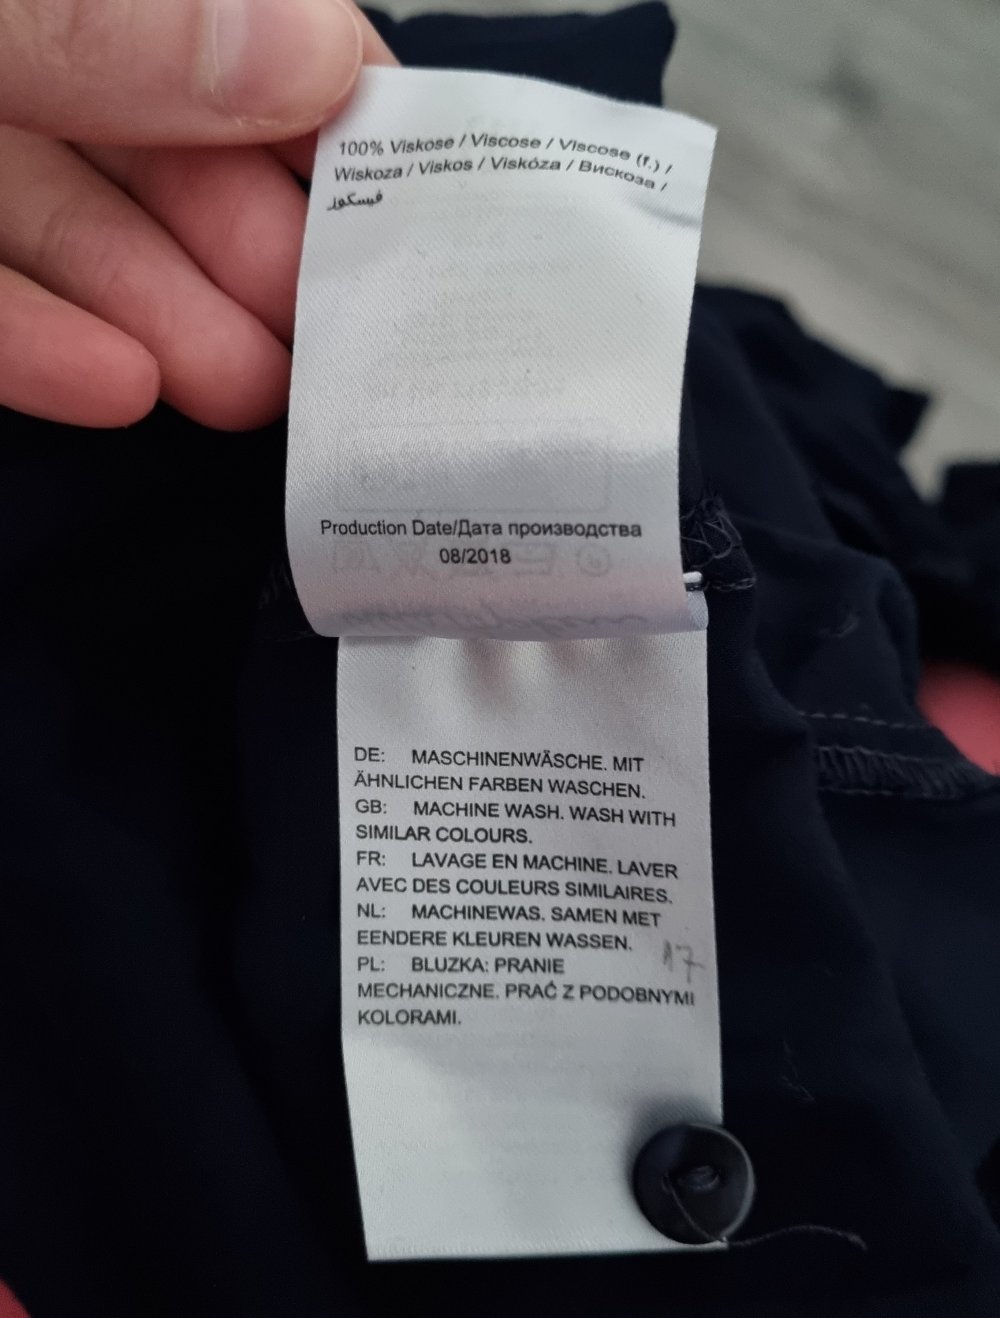 100% Viskose / Viscose / Viscose (f.) /
Wiskoza / Viskos / Viskóza / Вискоза /
فيسكوز
Production Date/Дата производства
08/2018
DE: MASCHINENWÄSCHE. MIT
ÄHNLICHEN FARBEN WASCHEN.
GB: MACHINE WASH. WASH WITH
SIMILAR COLOURS.
FR: LAVAGE EN MACHINE. LAVER
AVEC DES COULEURS SIMILAIRES.
NL: MACHINEWAS. SAMEN MET
EENDERE KLEUREN WASSEN.
17
PL: BLUZKA: PRANIE
MECHANICZNE. PRAĆ Z PODOBNYMI
KOLORAMI.